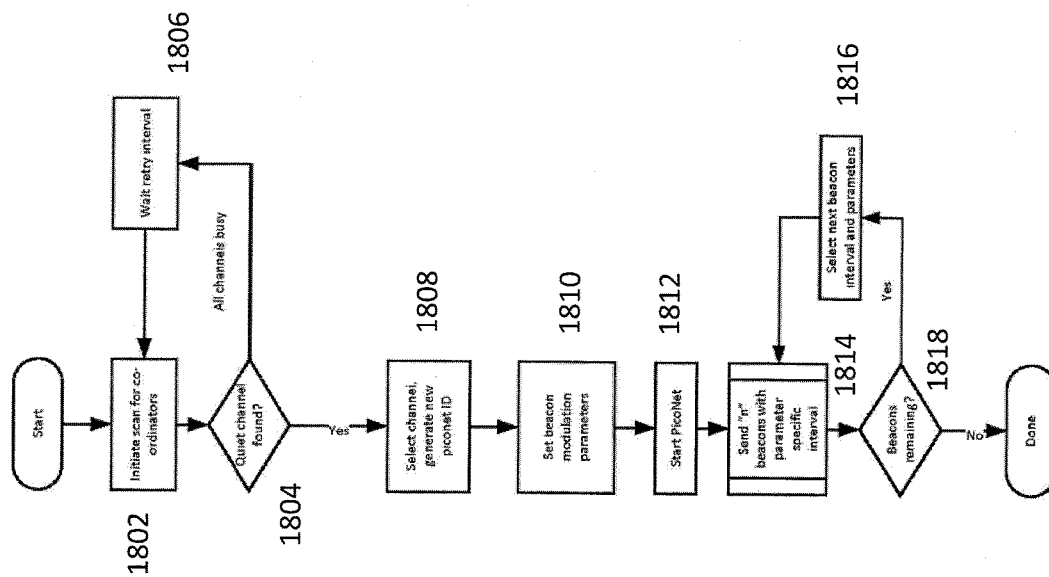 Start
1802
Initiate scan for co-
ordinators
1806
Wait retry interval
1804
Quiet channel
found?
All channels busy
Yes
1808
Select channel,
generate new
piconet ID
1810
Set beacon
modulation
parameters
1812
Start PicoNet
1814
Send "n"
beacons with
parameter
specific
interval
1816
Select next beacon
interval and parameters
Yes
1818
Beacons
remaining?
No
Done